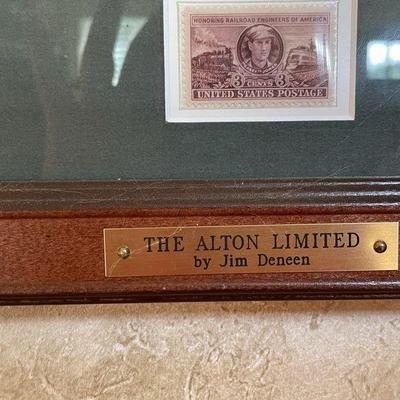 HONORING RAILROAD ENGINEERS OF AMERICA
3 CENTS 3
UNITED STATES POSTAGE
THE ALTON LIMITED
by Jim Deneen